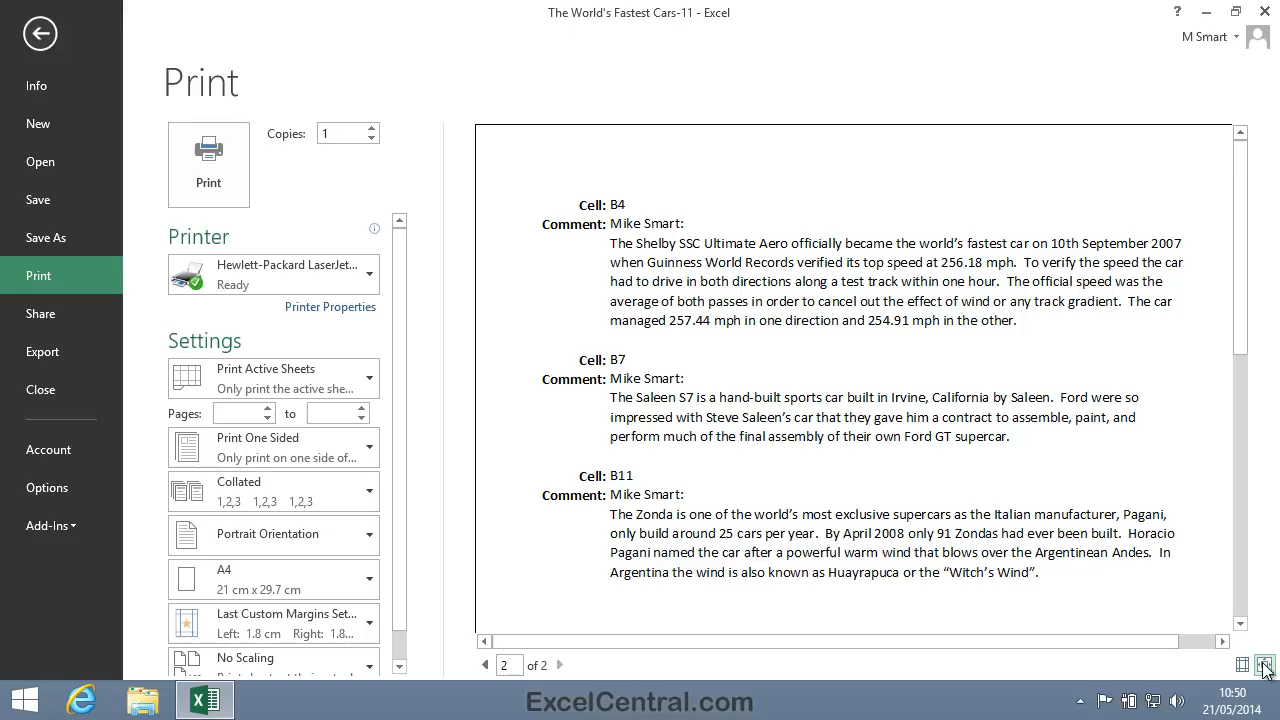 The World's Fastest Cars-11 - Excel
?
M Smart
Info
New
Open
Save
Save As
Print
Share
Export
Close
Account
Options
Add-Ins
Print
Print
Copies: 1
Printer
Hewlett-Packard LaserJet...
Ready
Printer Properties
Settings
Print Active Sheets
Only print the active she...
Pages: to
Print One Sided
Only print on one side of...
Collated
1,2,3 1,2,3 1,2,3
Portrait Orientation
A4
21 cm x 29.7 cm
Last Custom Margins Set...
Left: 1.8 cm Right: 1.8...
No Scaling
Cell: B4
Comment: Mike Smart:
The Shelby SSC Ultimate Aero officially became the world’s fastest car on 10th September 2007
when Guinness World Records verified its top speed at 256.18 mph. To verify the speed the car
had to drive in both directions along a test track within one hour. The official speed was the
average of both passes in order to cancel out the effect of wind or any track gradient. The car
managed 257.44 mph in one direction and 254.91 mph in the other.
Cell: B7
Comment: Mike Smart:
The Saleen S7 is a hand-built sports car built in Irvine, California by Saleen. Ford were so
impressed with Steve Saleen’s car that they gave him a contract to assemble, paint, and
perform much of the final assembly of their own Ford GT supercar.
Cell: B11
Comment: Mike Smart:
The Zonda is one of the world’s most exclusive supercars as the Italian manufacturer, Pagani,
only build around 25 cars per year. By April 2008 only 91 Zondas had ever been built. Horacio
Pagani named the car after a powerful warm wind that blows over the Argentinean Andes. In
Argentina the wind is also known as Huayrapuca or the “Witch’s Wind”.
2 of 2
ExcelCentral.com
10:50
21/05/2014